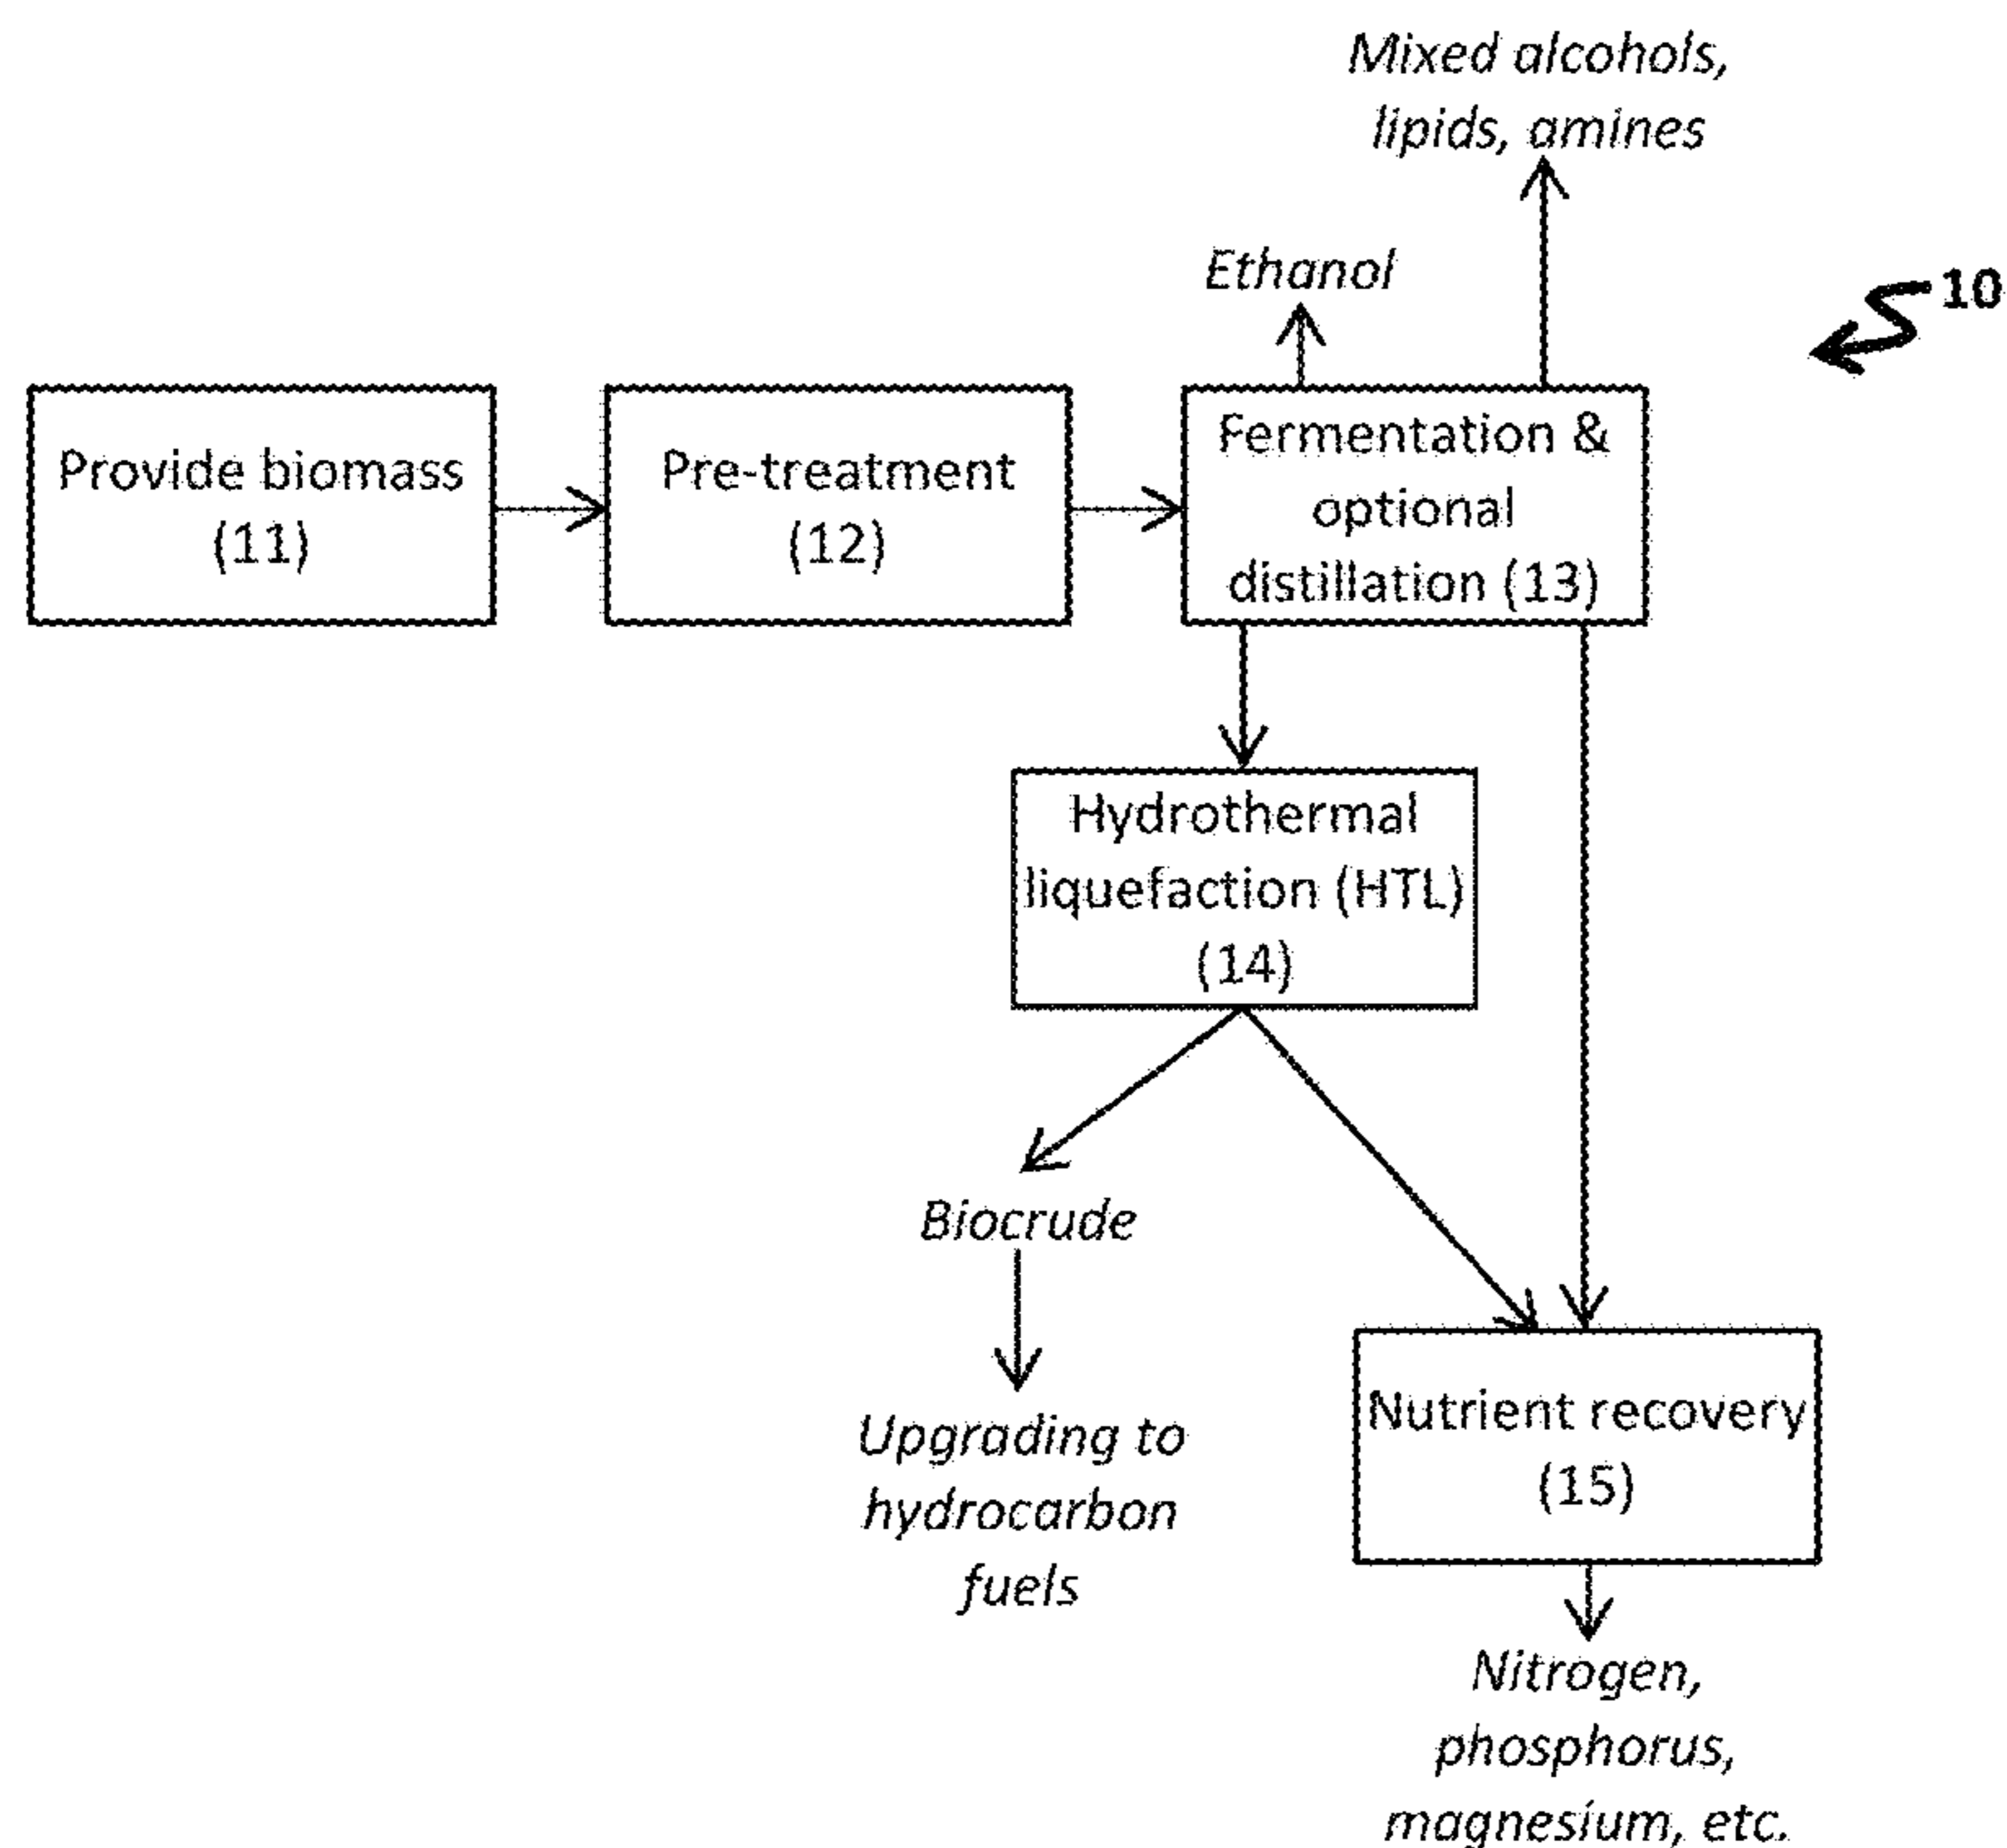 Mixed alcohols,
lipids, amines
Ethanol
10
Provide biomass
(11)
Pre-treatment
(12)
Fermentation &
optional
distillation (13)
Hydrothermal
liquefaction (HTL)
(14)
Biocrude
Upgrading to
hydrocarbon
fuels
Nutrient recovery
(15)
Nitrogen,
phosphorus,
magnesium, etc.